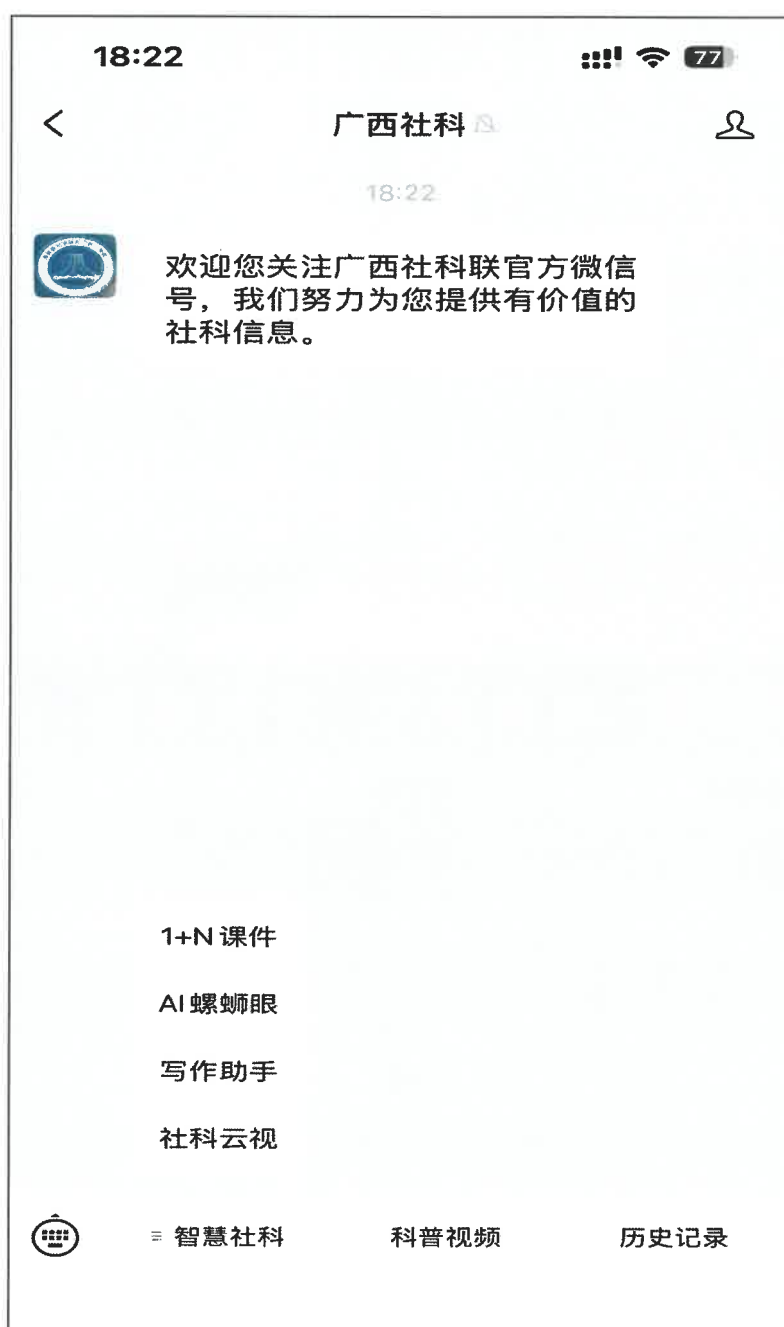 18:22
77
广西社科
18:22
欢迎您关注广西社科联官方微信
号，我们努力为您提供有价值的
社科信息。
1+N 课件
AI 螺蛳眼
写作助手
社科云视
智慧社科
科普视频
历史记录